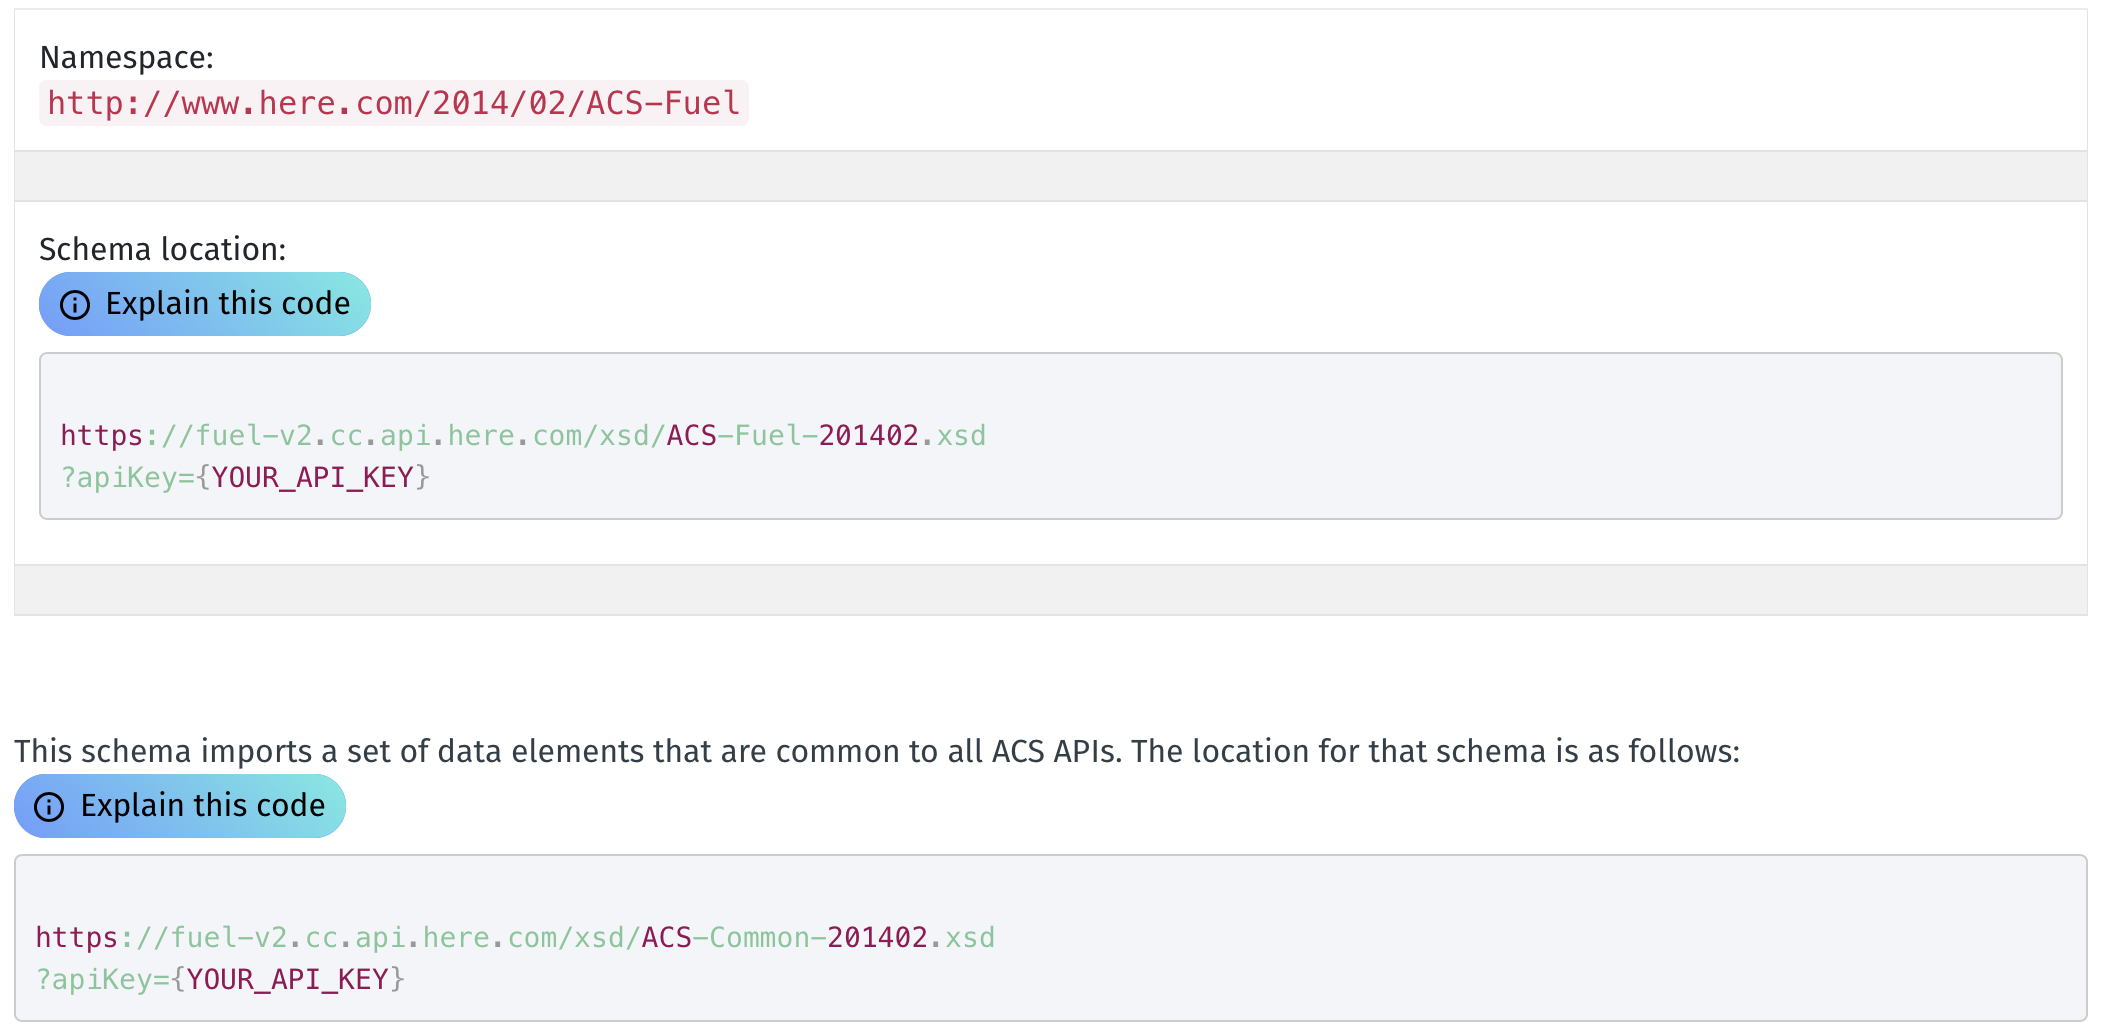 Namespace:
http://www.here.com/2014/02/ACS-Fuel
Schema location:
Explain this code
https://fuel-v2.cc.api.here.com/xsd/ACS-Fuel-201402.xsd
?apiKey={YOUR_API_KEY}
This schema imports a set of data elements that are common to all ACS APIs. The location for that schema is as follows:
Explain this code
https://fuel-v2.cc.api.here.com/xsd/ACS-Common-201402.xsd
?apiKey={YOUR_API_KEY}